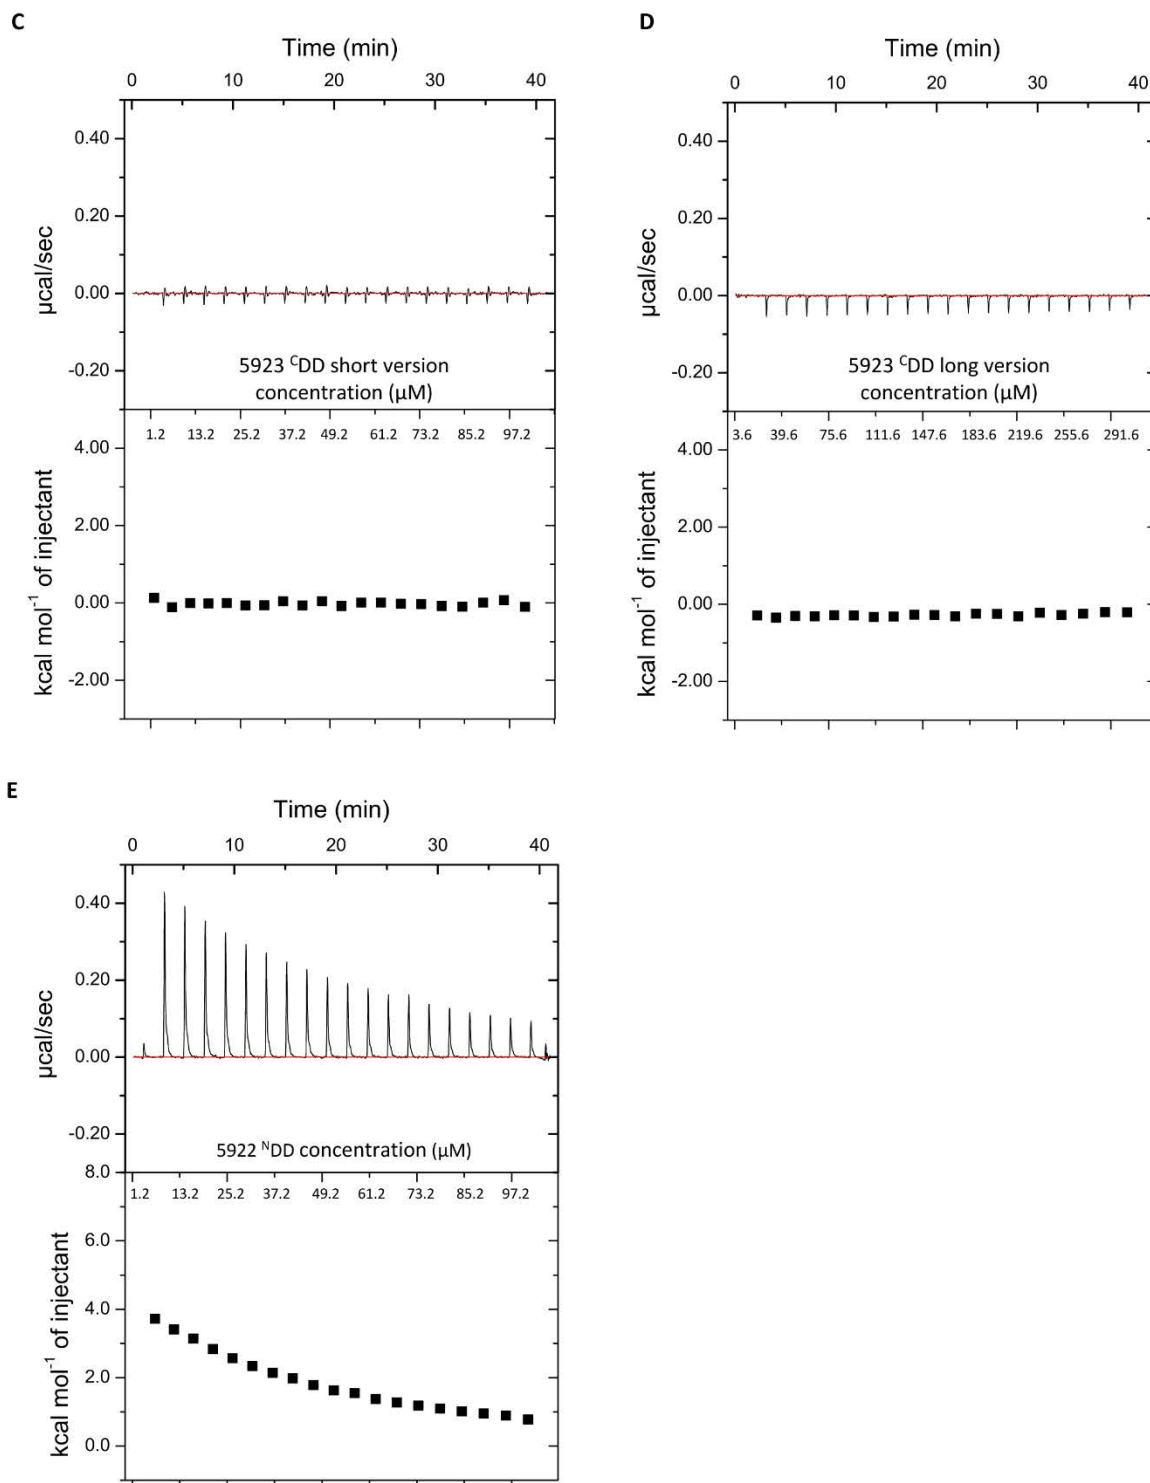 C
Time (min)
0 10 20 30 40
0.40
0.20
0.00
-0.20
µcal/sec
5923 ᶜDD short version
concentration (µM)
1.2 13.2 25.2 37.2 49.2 61.2 73.2 85.2 97.2
4.00
2.00
0.00
-2.00
kcal mol⁻¹ of injectant
D
Time (min)
0 10 20 30 40
0.40
0.20
0.00
-0.20
µcal/sec
5923 ᶜDD long version
concentration (µM)
3.6 39.6 75.6 111.6 147.6 183.6 219.6 255.6 291.6
4.00
2.00
0.00
-2.00
kcal mol⁻¹ of injectant
E
Time (min)
0 10 20 30 40
0.40
0.20
0.00
-0.20
µcal/sec
5922 ᴺDD concentration (µM)
1.2 13.2 25.2 37.2 49.2 61.2 73.2 85.2 97.2
8.0
6.0
4.0
2.0
0.0
kcal mol⁻¹ of injectant